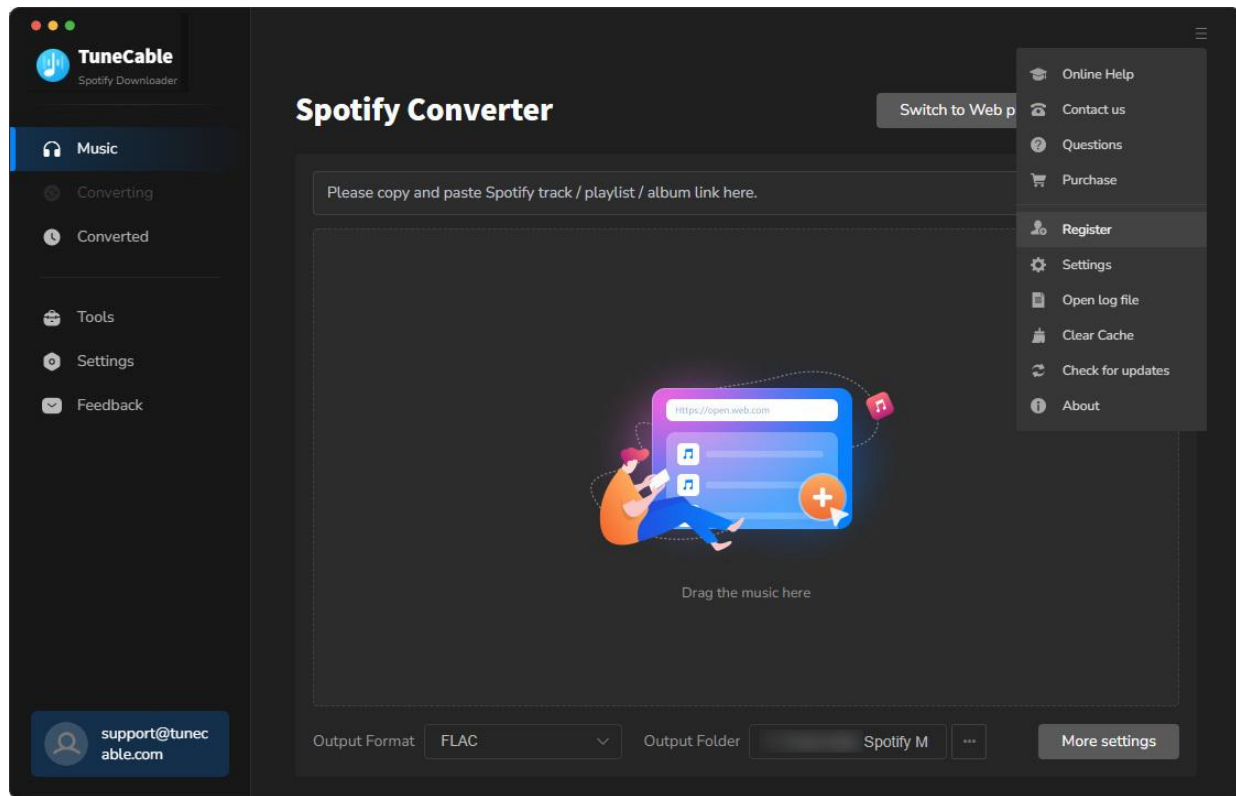 TuneCable
Spotify Downloader
Music
Converting
Converted
Tools
Settings
Feedback
support@tunec
able.com
Spotify Converter
Switch to Web p
Please copy and paste Spotify track / playlist / album link here.
Https://open.web.com
Drag the music here
Output Format
FLAC
Output Folder
Spotify M
More settings
Online Help
Contact us
Questions
Purchase
Register
Settings
Open log file
Clear Cache
Check for updates
About